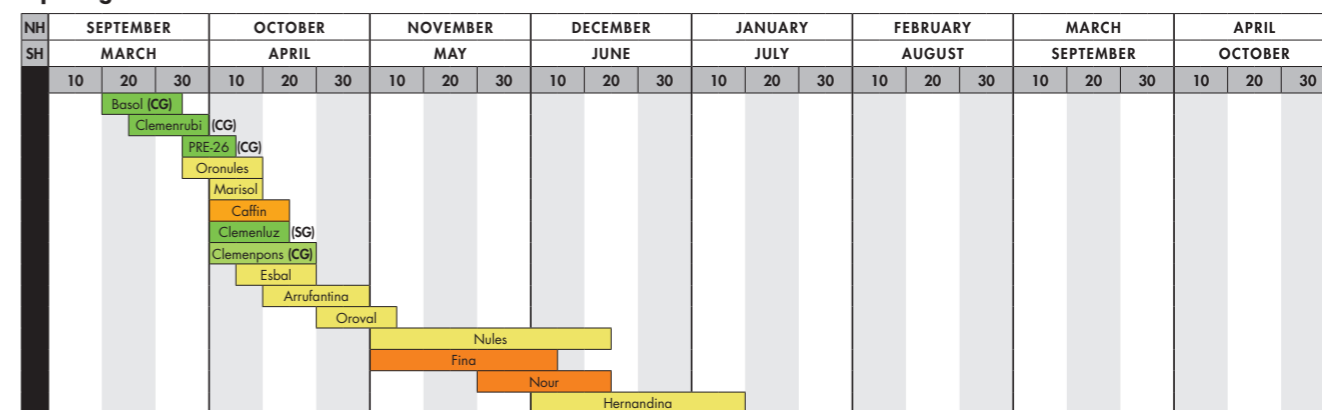 NH SEPTEMBER OCTOBER NOVEMBER DECEMBER JANUARY FEBRUARY MARCH APRIL
SH MARCH APRIL MAY JUNE JULY AUGUST SEPTEMBER OCTOBER
10 20 30 10 20 30 10 20 30 10 20 30 10 20 30 10 20 30 10 20 30 10 20 30
Basol (CG)
Clemenrubi (CG)
PRE-26 (CG)
Oronules
Marisol
Caffin
Clemenluz (SG)
Clemenpons (CG)
Esbal
Arrufantina
Oroval
Nules
Fina
Nour
Hernandina